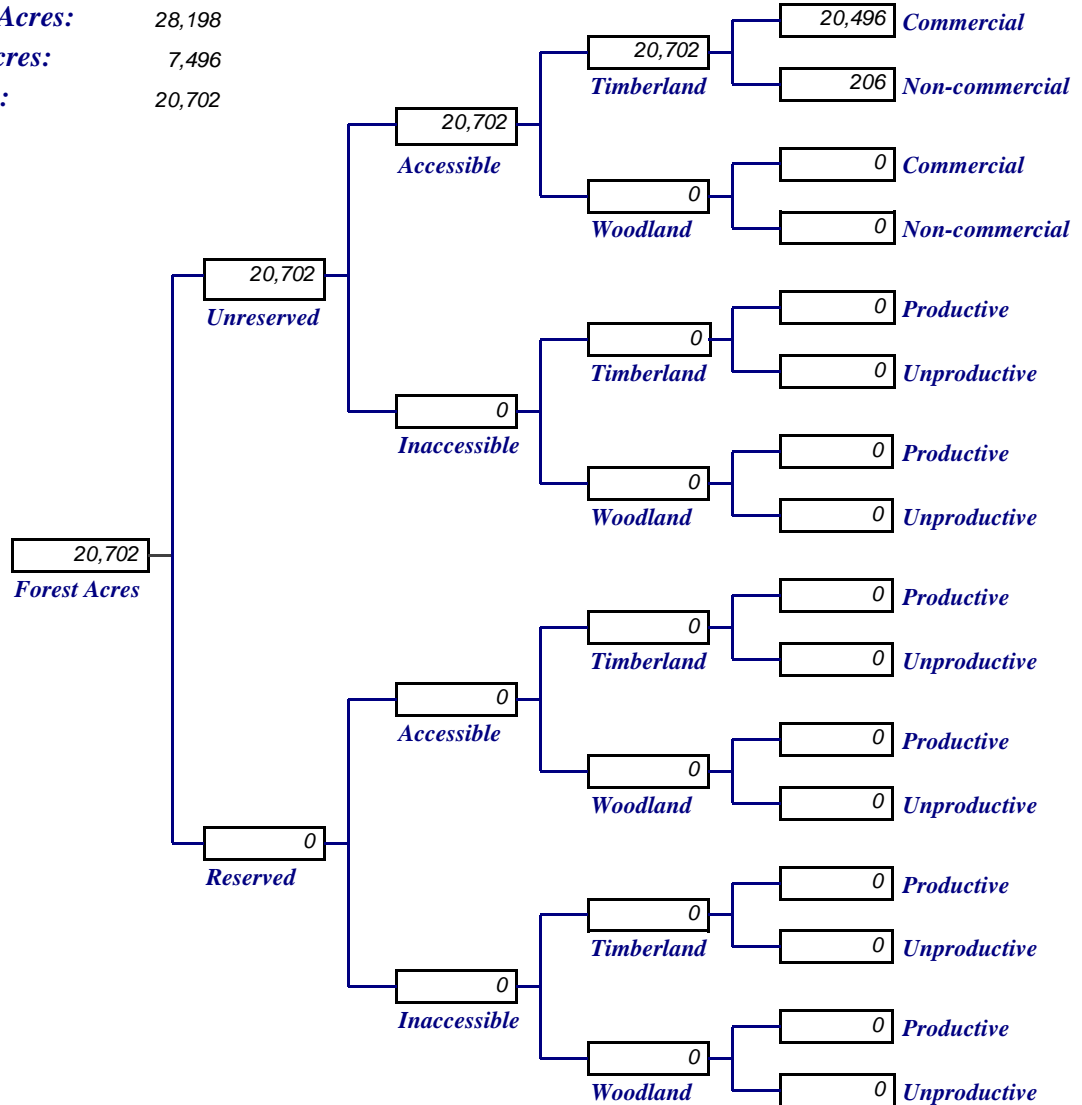 Acres: 28,198
cres: 7,496
: 20,702
20,496 Commercial
20,702
Timberland
206 Non-commercial
20,702
Accessible
0 Commercial
0
Woodland
0 Non-commercial
20,702
Unreserved
0 Productive
0
Timberland
0 Unproductive
0
Inaccessible
0 Productive
0
Woodland
0 Unproductive
20,702
Forest Acres
0 Productive
0
Timberland
0 Unproductive
0
Accessible
0 Productive
0
Woodland
0 Unproductive
0
Reserved
0 Productive
0
Timberland
0 Unproductive
0
Inaccessible
0 Productive
0
Woodland
0 Unproductive